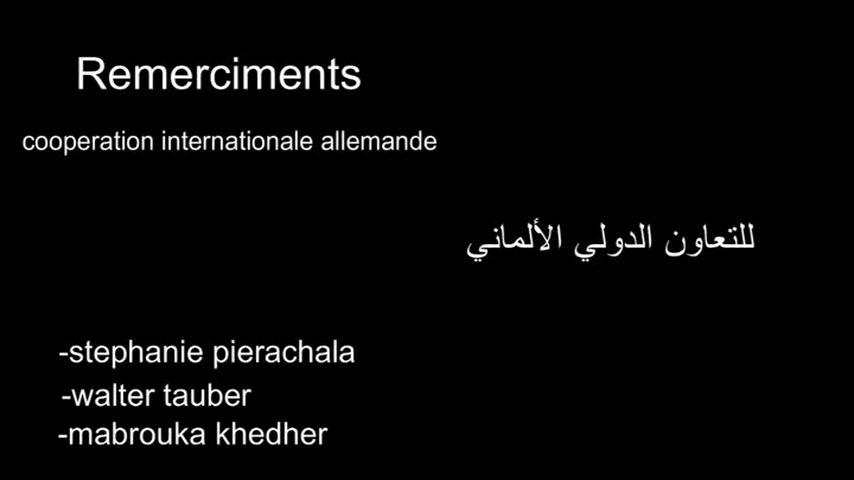 Remerciments
cooperation internationale allemande
للتعاون الدولي الألماني
-stephanie pierachala
-walter tauber
-mabrouka khedher